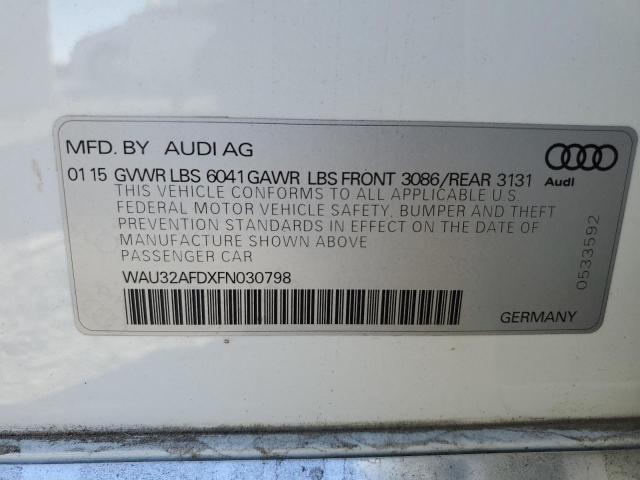 MFD. BY AUDI AG
01 15 GVWR LBS 6041 GAWR LBS FRONT 3086/REAR 3131
Audi
THIS VEHICLE CONFORMS TO ALL APPLICABLE U.S
FEDERAL MOTOR VEHICLE SAFETY, BUMPER AND THEFT
PREVENTION STANDARDS IN EFFECT ON THE DATE OF
MANUFACTURE SHOWN ABOVE
PASSENGER CAR
WAU32AFDXFN030798
0533592
GERMANY